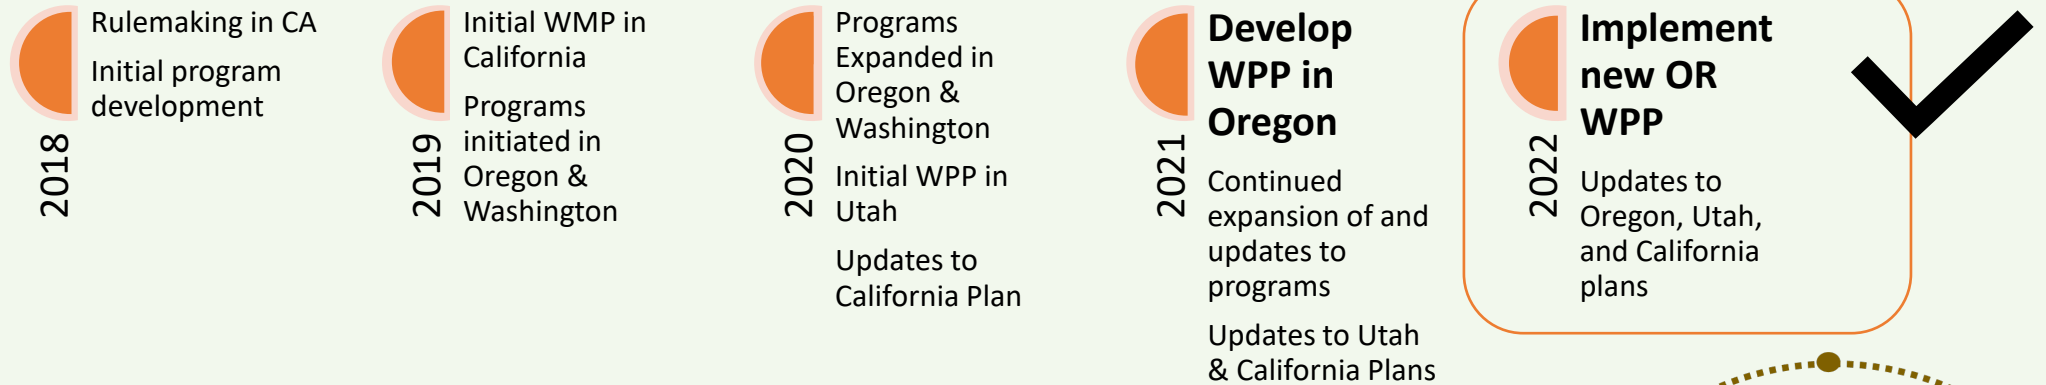 2018
Rulemaking in CA
Initial program
development
2019
Initial WMP in
California
Programs
initiated in
Oregon &
Washington
2020
Programs
Expanded in
Oregon &
Washington
Initial WPP in
Utah
Updates to
California Plan
2021
Develop
WPP in
Oregon
Continued
expansion of and
updates to
programs
Updates to Utah
& California Plans
2022
Implement
new OR
WPP
Updates to
Oregon, Utah,
and California
plans